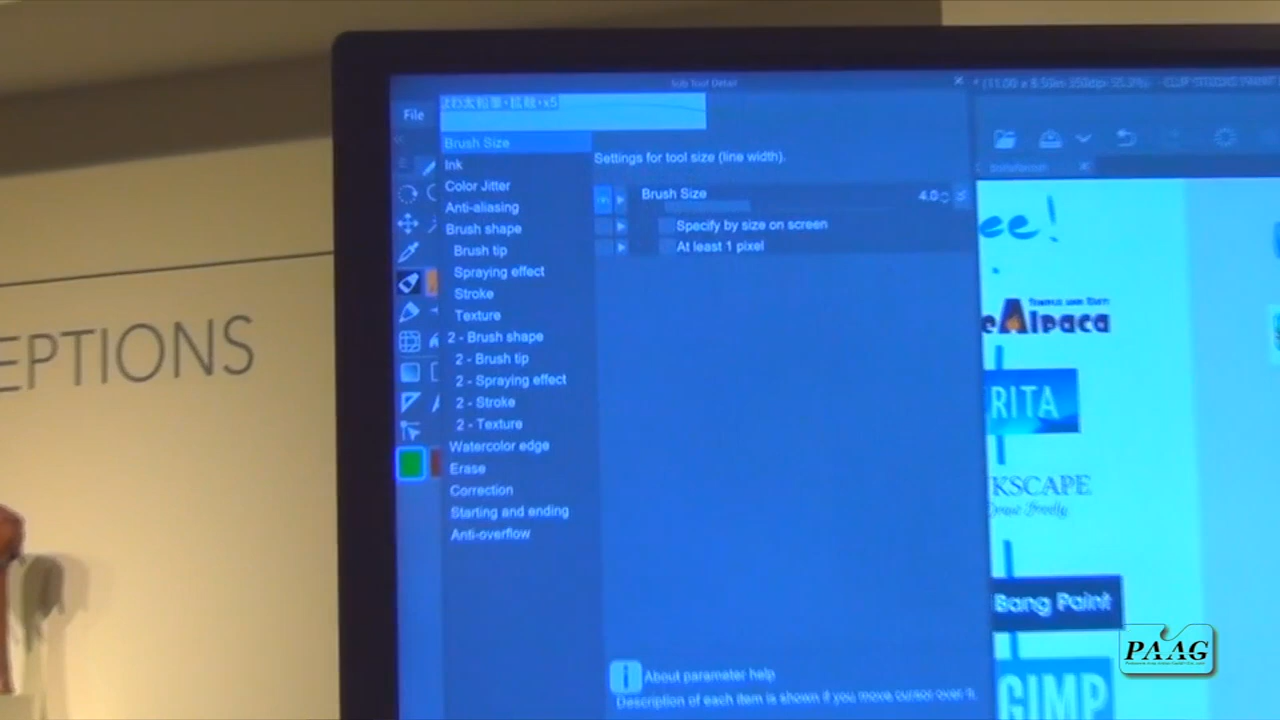 Sub Tool Detail
File
Brush Size
Ink
Color Jitter
Anti-aliasing
Brush shape
Brush tip
Spraying effect
Stroke
Texture
2 - Brush shape
2 - Brush tip
2 - Spraying effect
2 - Stroke
2 - Texture
Watercolor edge
Erase
Correction
Starting and ending
Anti-overflow
Settings for tool size (line width).
Brush Size 4.0
Specify by size on screen
At least 1 pixel
About parameter help
Description of each item is shown if you move cursor over it.
ee!
eAlpaca
RITA
KSCAPE
Draw Freely
Bang Paint
GIMP
EPTIONS
PAAG